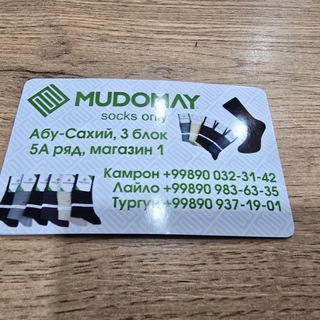 MUDOMAY
socks only
Абу-Сахий, 3 блок
5А ряд, магазин 1
Камрон +99890 032-31-42
Лайло +99890 983-63-35
Тургун +99890 937-19-01